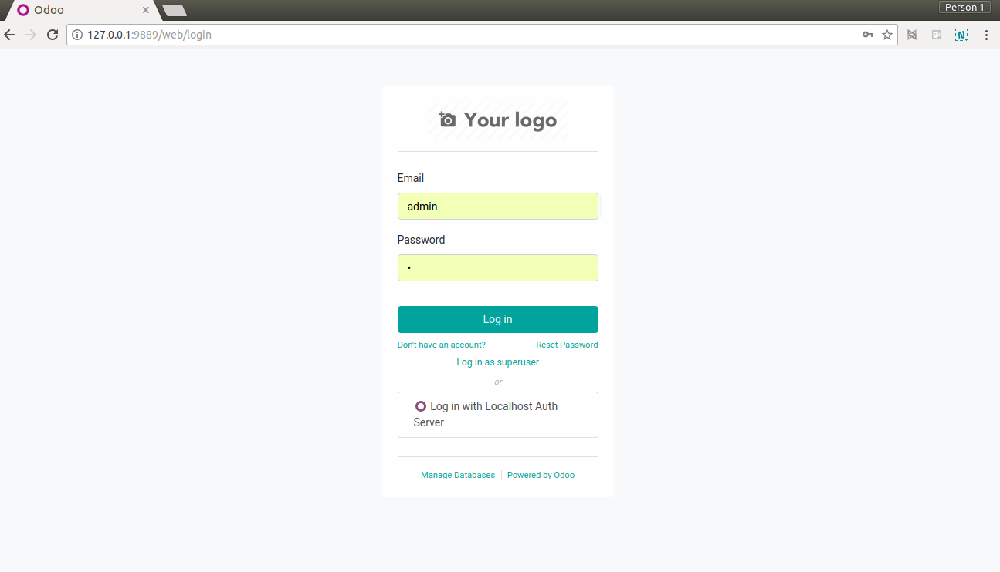 Odoo
Person 1
127.0.0.1:9889/web/login
Your logo
Email
admin
Password
•
Log in
Don't have an account? Reset Password
Log in as superuser
- or -
Log in with Localhost Auth
Server
Manage Databases Powered by Odoo